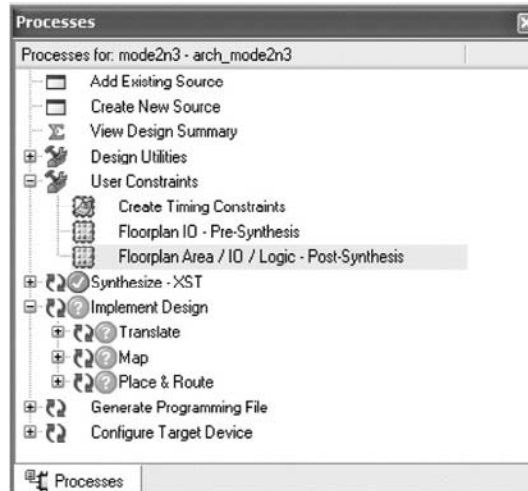 Processes
Processes for: mode2n3 - arch_mode2n3
Add Existing Source
Create New Source
View Design Summary
Design Utilities
User Constraints
Create Timing Constraints
Floorplan IO - Pre-Synthesis
Floorplan Area / IO / Logic - Post-Synthesis
Synthesize - XST
Implement Design
Translate
Map
Place & Route
Generate Programming File
Configure Target Device
Processes